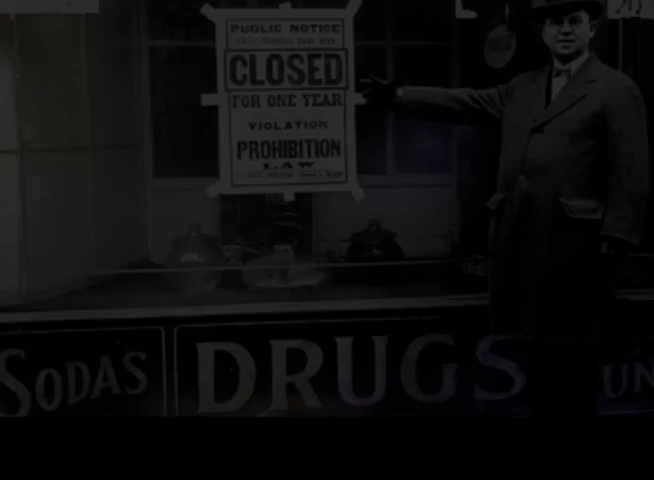 PUBLIC NOTICE
CLOSED
FOR ONE YEAR
VIOLATION
PROHIBITION
LAW
SODAS
DRUGS